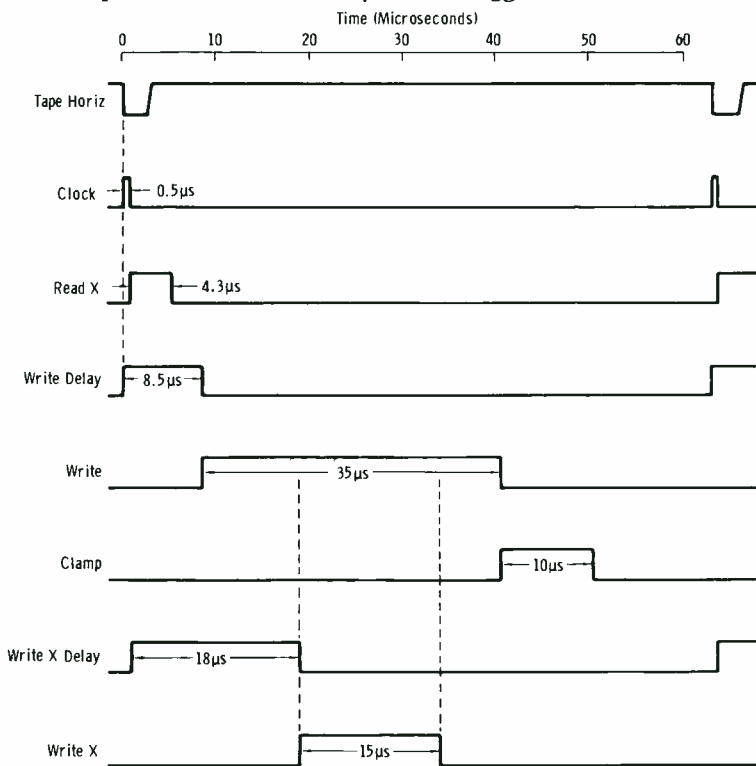 Time (Microseconds)
0 10 20 30 40 50 60
Tape Horiz
Clock
0.5μs
Read X
4.3μs
Write Delay
8.5μs
Write
35μs
Clamp
10μs
Write X Delay
18μs
Write X
15μs